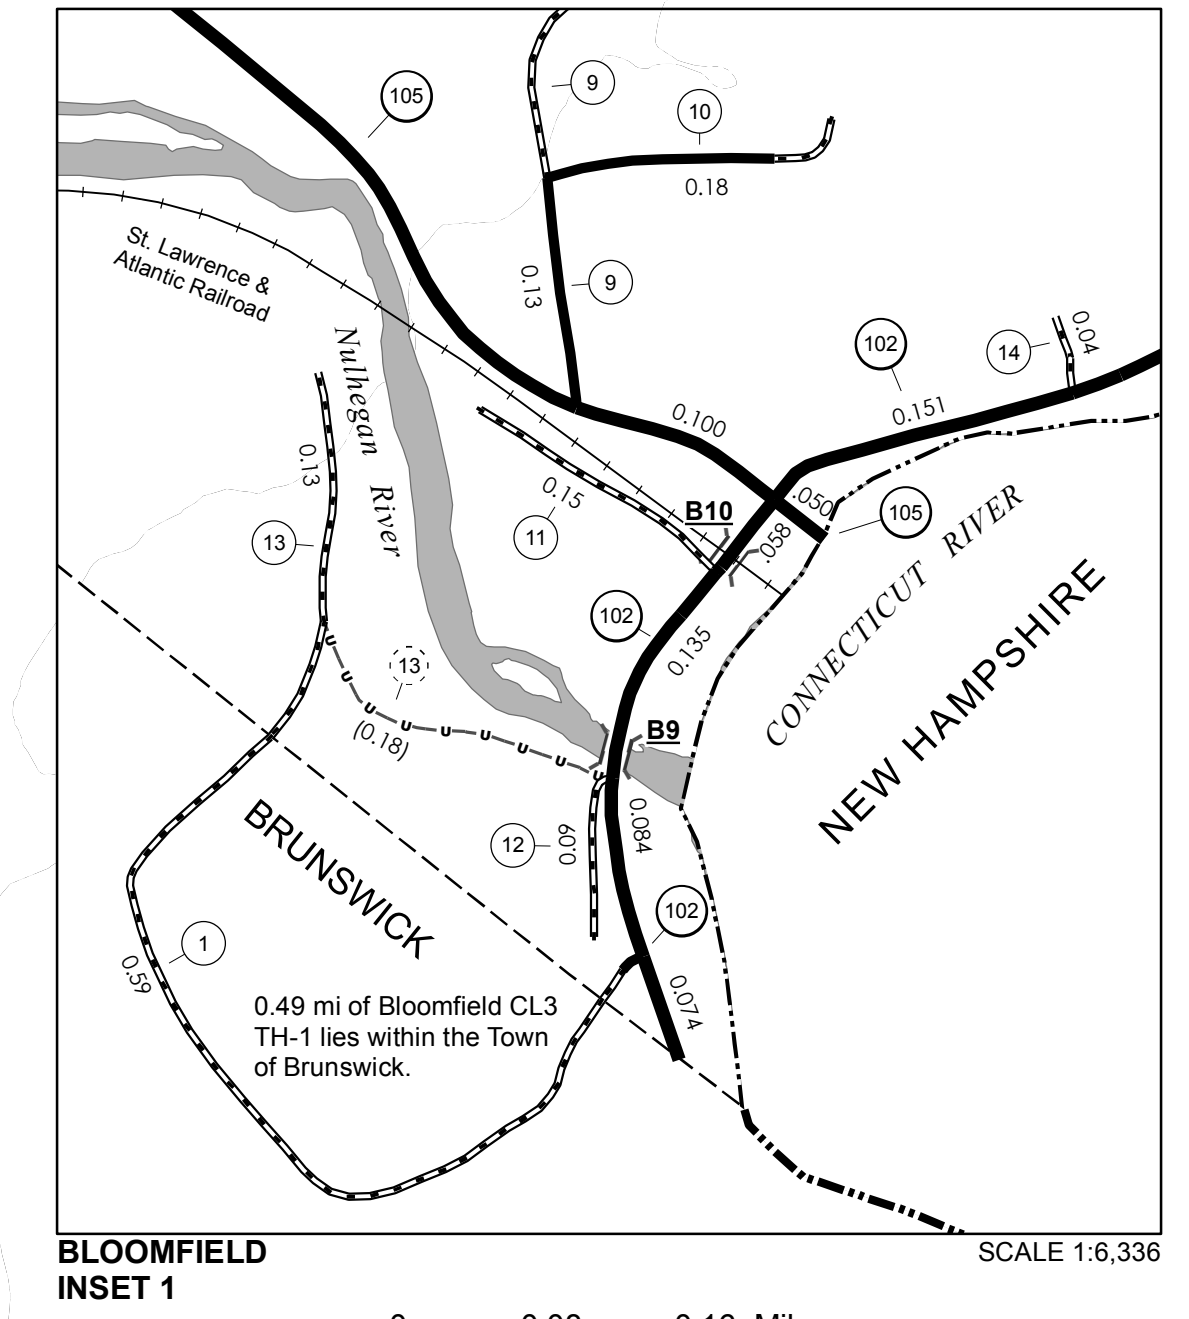 105
9
10
0.18
St. Lawrence &
Atlantic Railroad
0.13
9
102
14
0.04
Nulhegan River
0.100
0.151
0.13
0.15
B10
.050
105
11
.058
13
102
0.135
CONNECTICUT RIVER
NEW HAMPSHIRE
13
(0.18)
B9
U U U U U U U U
BRUNSWICK
12
0.09
0.084
102
1
0.59
0.074
0.49 mi of Bloomfield CL3
TH-1 lies within the Town
of Brunswick.
BLOOMFIELD
INSET 1
SCALE 1:6,336